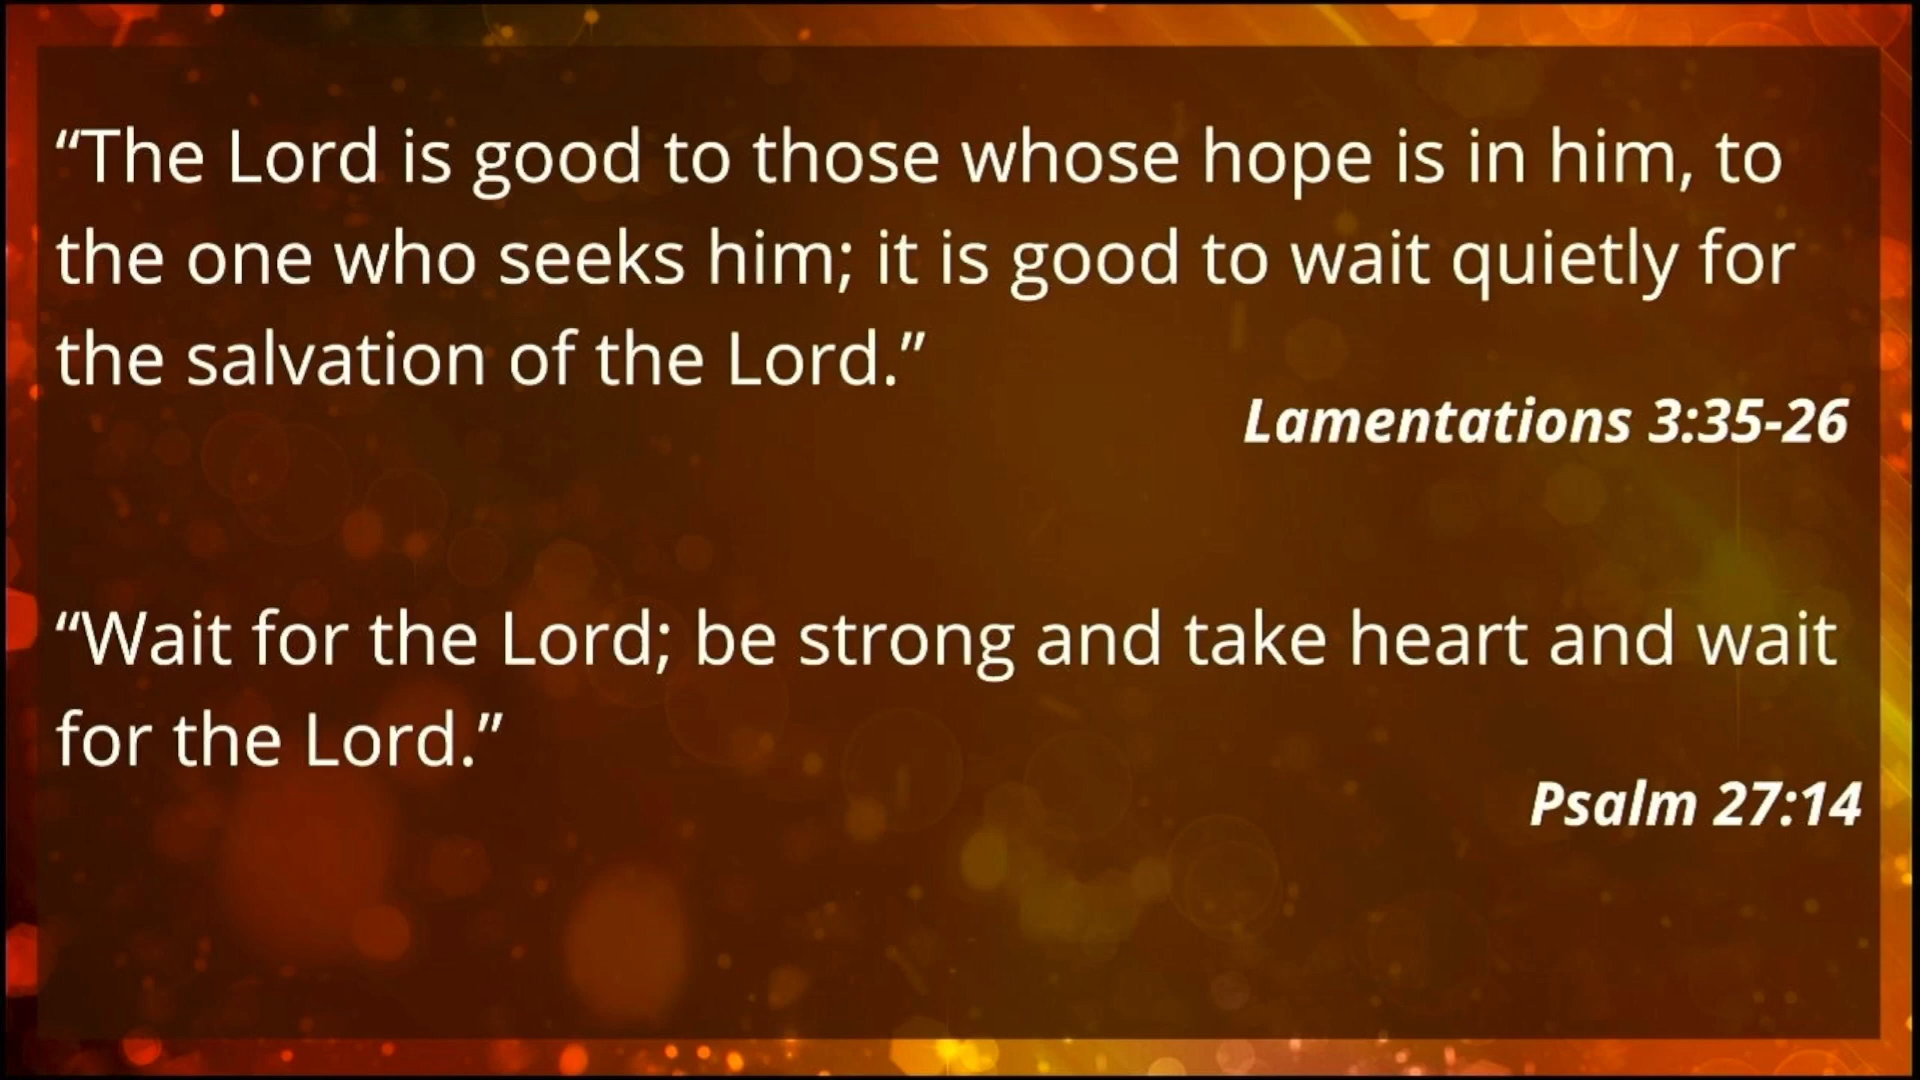 “The Lord is good to those whose hope is in him, to
the one who seeks him; it is good to wait quietly for
the salvation of the Lord.”
Lamentations 3:35-26
“Wait for the Lord; be strong and take heart and wait
for the Lord.”
Psalm 27:14